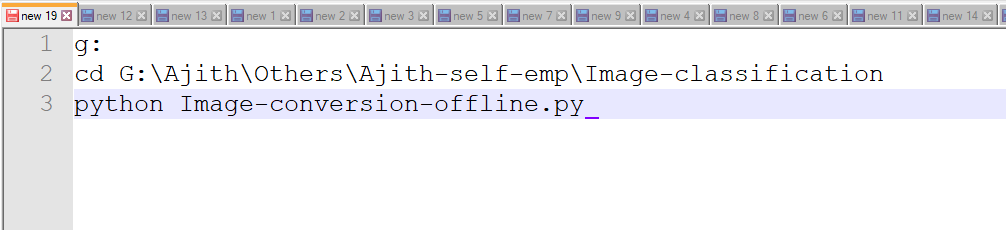 new 19 new 12 new 13 new 1 new 2 new 3 new 5 new 7 new 9 new 4 new 8 new 6 new 11 new 14
1 g:
2 cd G:\Ajith\Others\Ajith-self-emp\Image-classification
3 python Image-conversion-offline.py